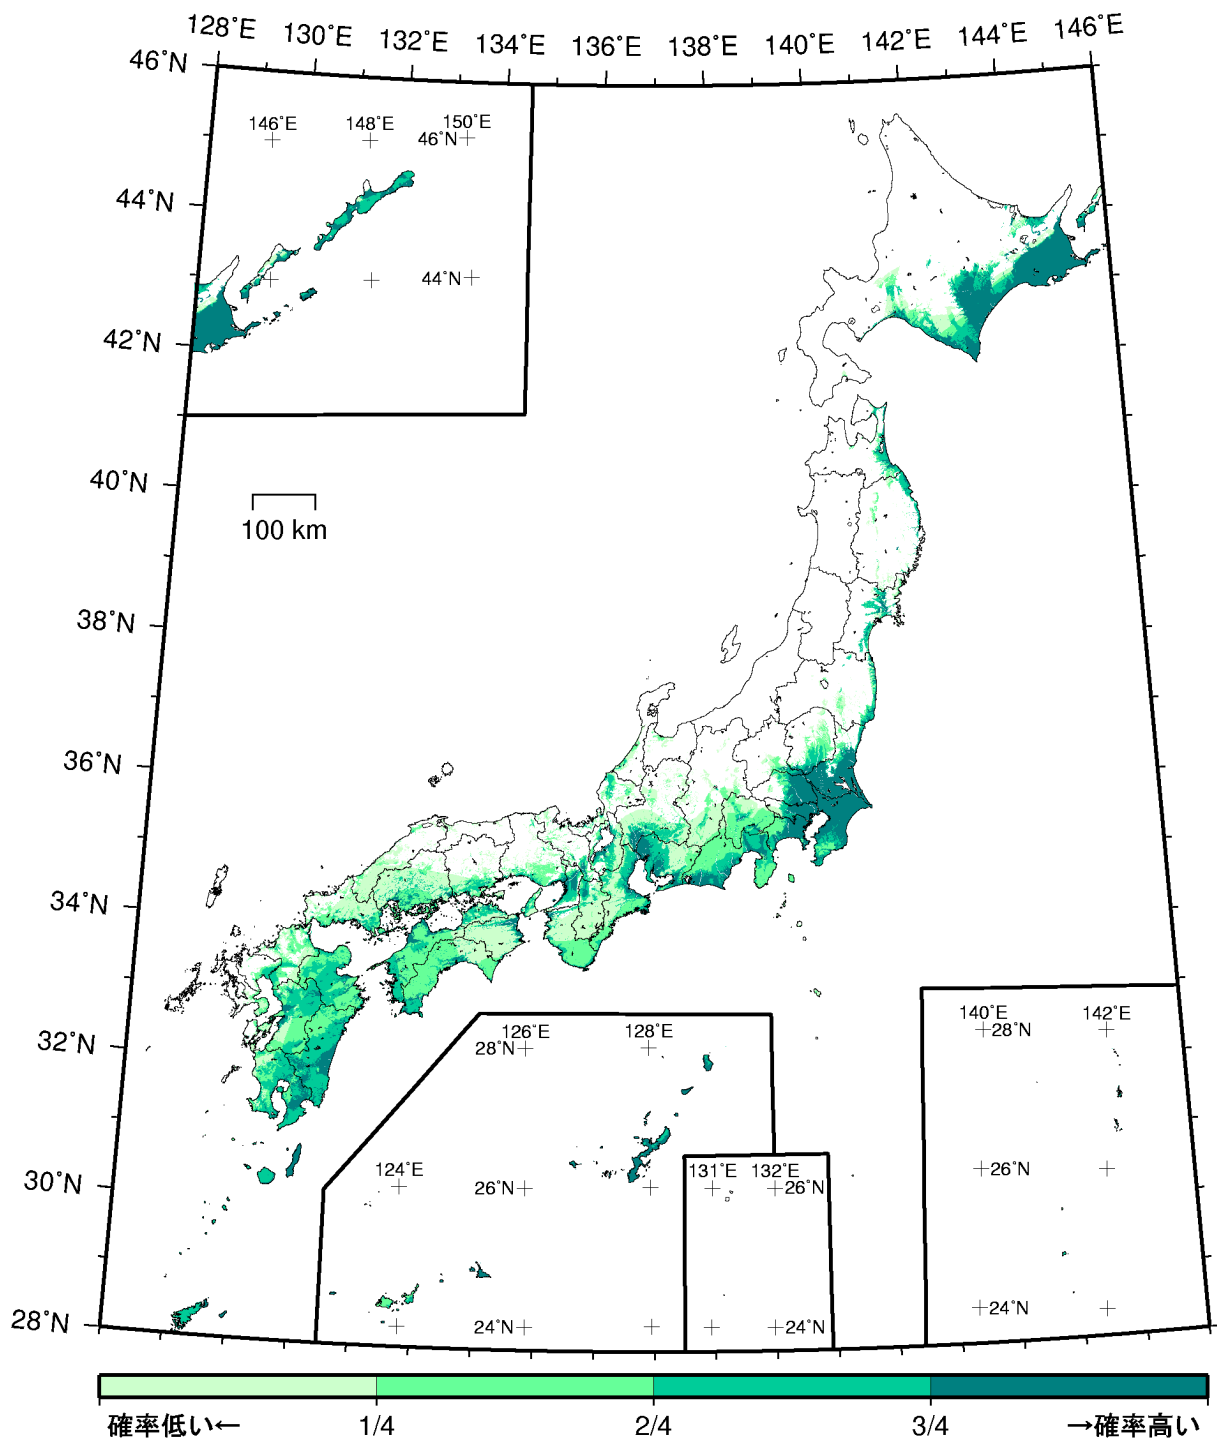 128˚E 130˚E 132˚E 134˚E 136˚E 138˚E 140˚E 142˚E 144˚E 146˚E
46˚N
146˚E 148˚E 150˚E
46˚N
44˚N
44˚N
42˚N
40˚N
100 km
38˚N
36˚N
34˚N
32˚N
126˚E 128˚E
28˚N
140˚E 142˚E
28˚N
30˚N
124˚E
26˚N
131˚E 132˚E
26˚N
26˚N
28˚N
24˚N
24˚N
24˚N
確率低い← 1/4 2/4 3/4 →確率高い